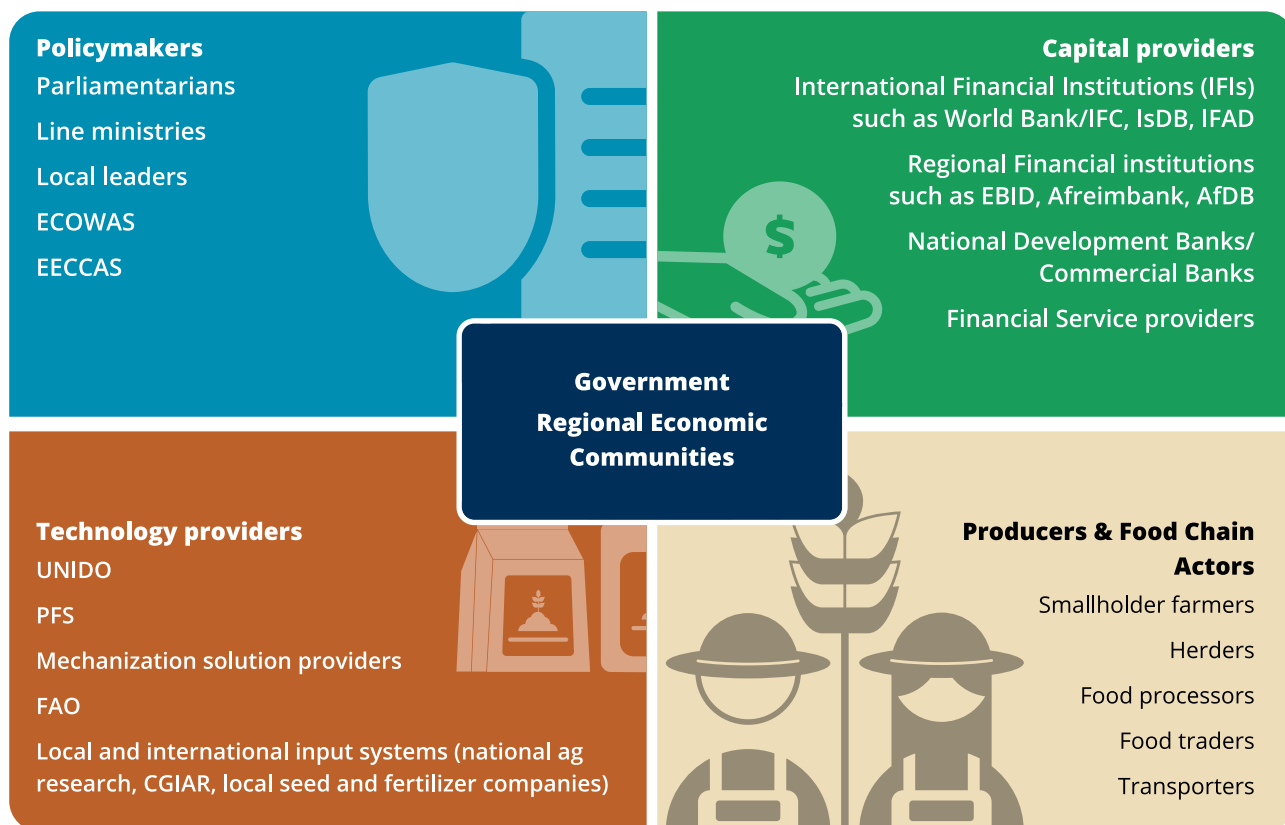 Policymakers
Parliamentarians
Line ministries
Local leaders
ECOWAS
EECCAS
Capital providers
International Financial Institutions (IFIs)
such as World Bank/IFC, IsDB, IFAD
Regional Financial institutions
such as EBID, Afreimbank, AfDB
National Development Banks/
Commercial Banks
Financial Service providers
Government
Regional Economic
Communities
Technology providers
UNIDO
PFS
Mechanization solution providers
FAO
Local and international input systems (national ag
research, CGIAR, local seed and fertilizer companies)
Producers & Food Chain
Actors
Smallholder farmers
Herders
Food processors
Food traders
Transporters